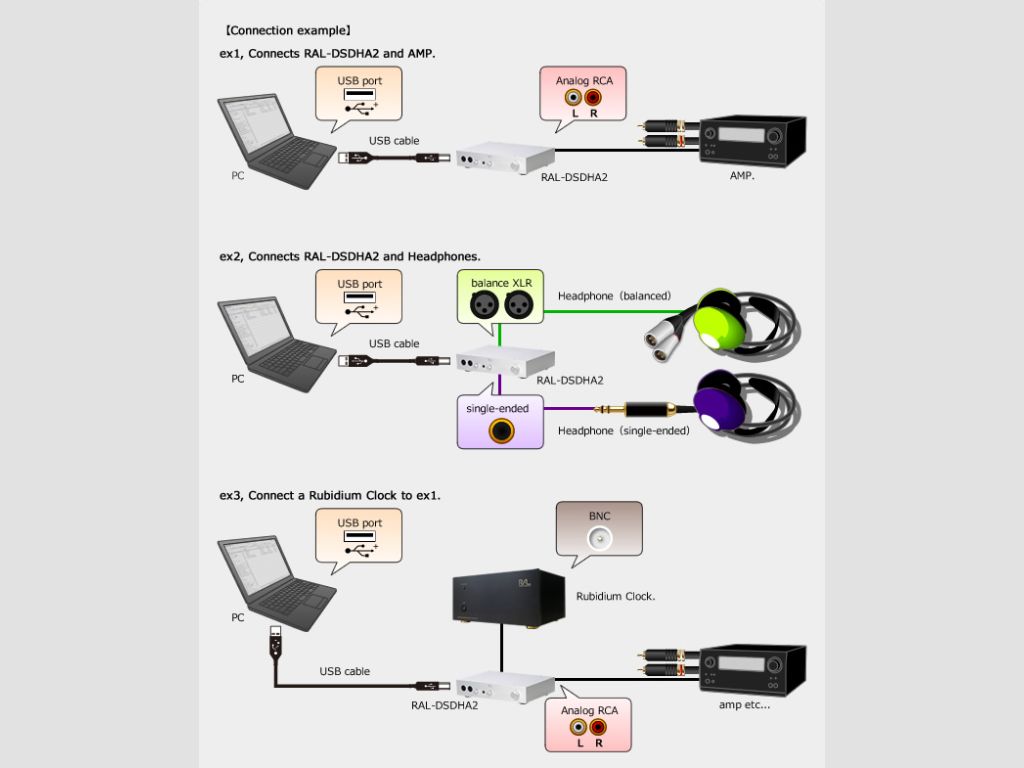 【Connection example】
ex1, Connects RAL-DSDHA2 and AMP.
USB port
Analog RCA
L R
USB cable
PC
RAL-DSDHA2
AMP.
ex2, Connects RAL-DSDHA2 and Headphones.
USB port
balance XLR
Headphone (balanced)
USB cable
PC
RAL-DSDHA2
single-ended
Headphone (single-ended)
ex3, Connect a Rubidium Clock to ex1.
USB port
BNC
RAL
Rubidium Clock.
PC
USB cable
RAL-DSDHA2
Analog RCA
L R
amp etc...